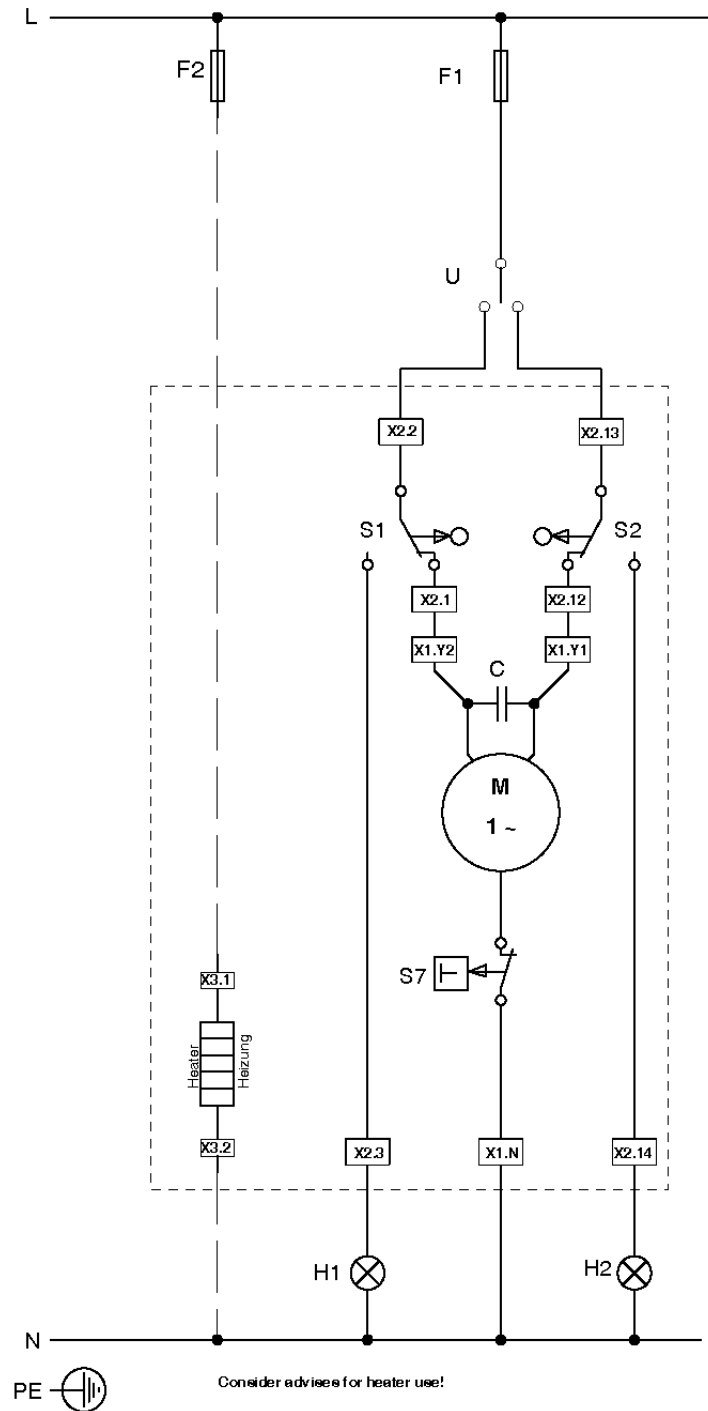 L
F2
F1
U
X2.2
X2.13
S1
S2
X2.1
X2.12
X1.Y2
X1.Y1
C
M
1 ~
S7
X3.1
Heater
Heizung
X3.2
X2.3
X1.N
X2.14
H1
H2
N
PE
Consider advises for heater use!